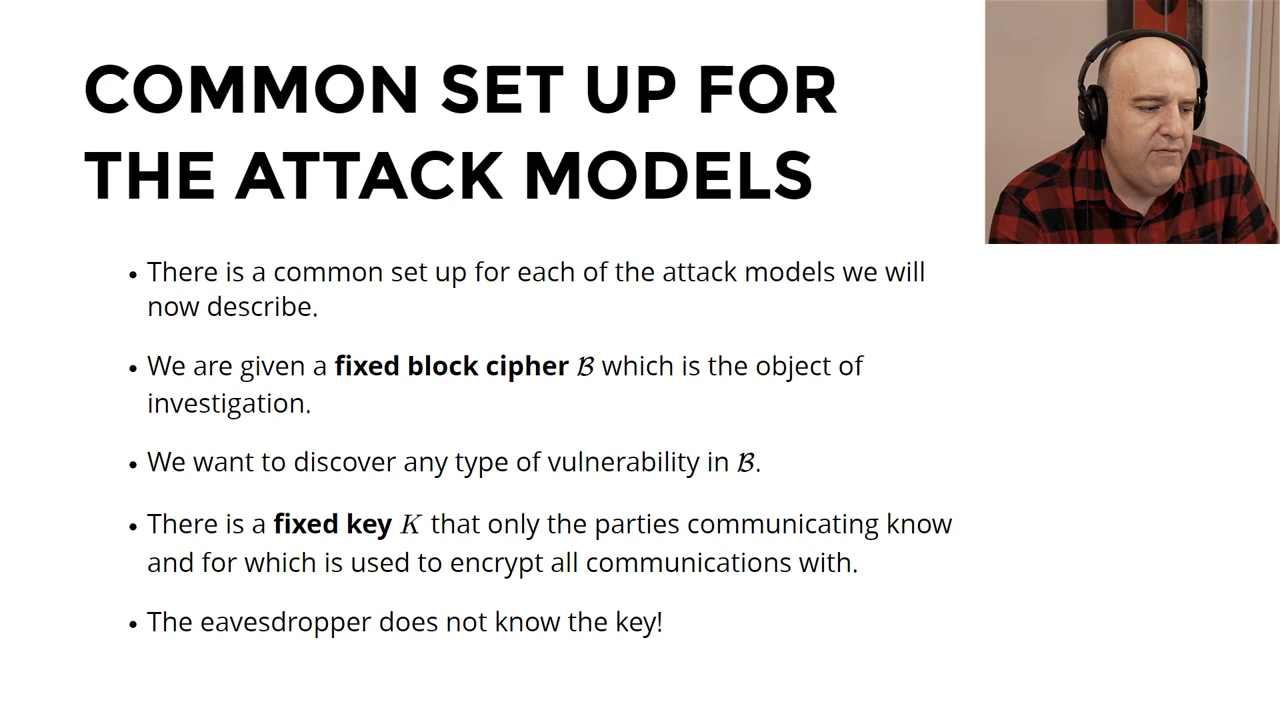 COMMON SET UP FOR
THE ATTACK MODELS
• There is a common set up for each of the attack models we will
now describe.
• We are given a fixed block cipher ℬ which is the object of
investigation.
• We want to discover any type of vulnerability in ℬ.
• There is a fixed key K that only the parties communicating know
and for which is used to encrypt all communications with.
• The eavesdropper does not know the key!